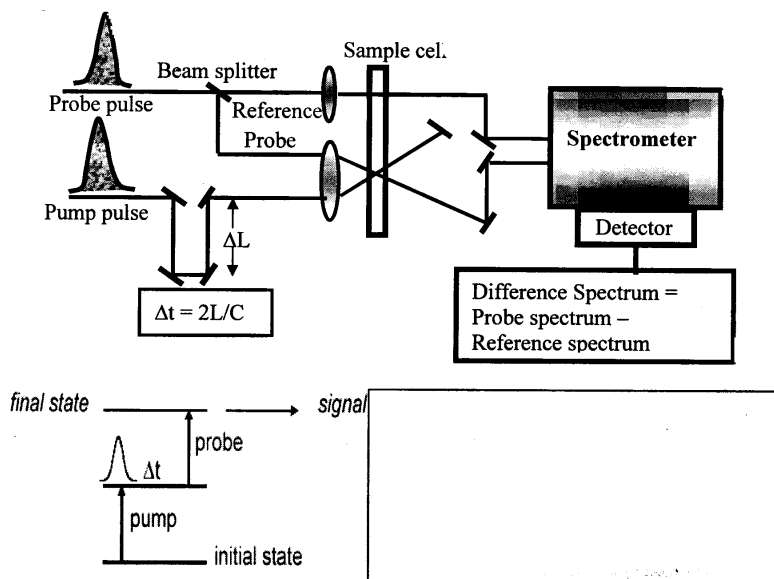 Sample cell.
Beam splitter
Probe pulse
Reference
Probe
Spectrometer
Pump pulse
ΔL
Detector
Δt = 2L/C
Difference Spectrum =
Probe spectrum –
Reference spectrum
final state
signal
probe
Δt
pump
initial state